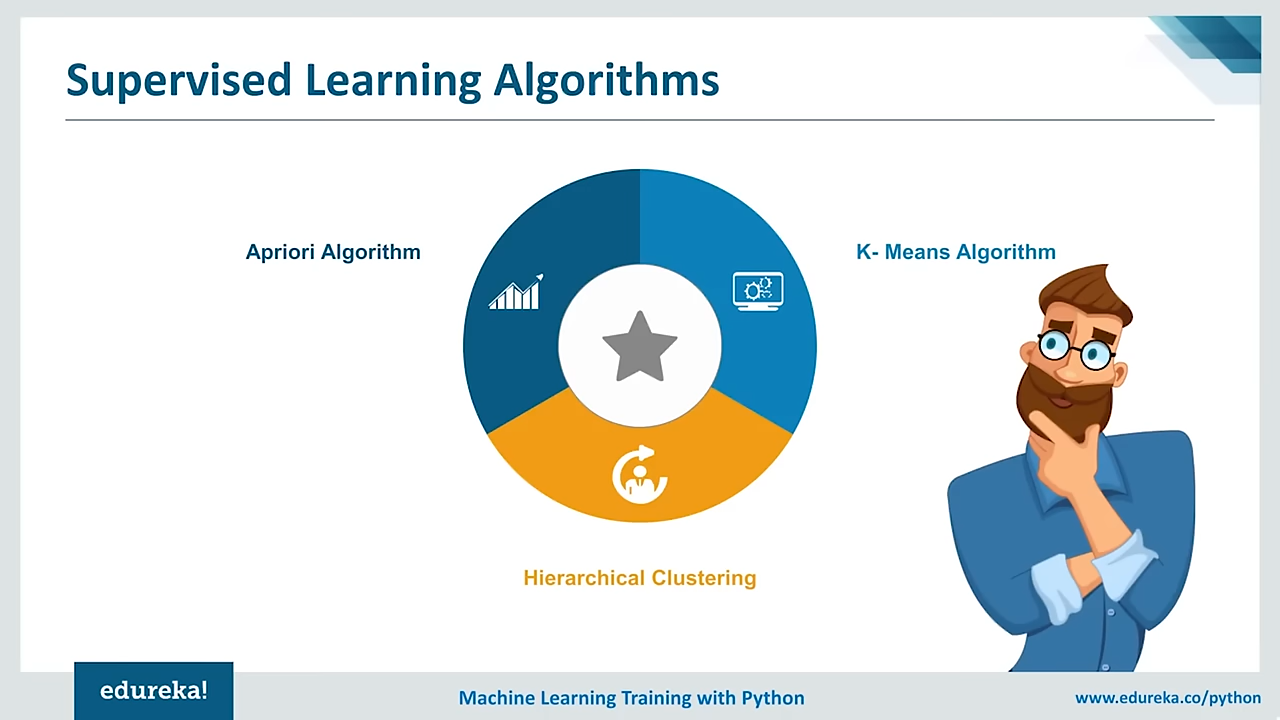 Supervised Learning Algorithms
Apriori Algorithm
K- Means Algorithm
Hierarchical Clustering
edureka!
Machine Learning Training with Python
www.edureka.co/python